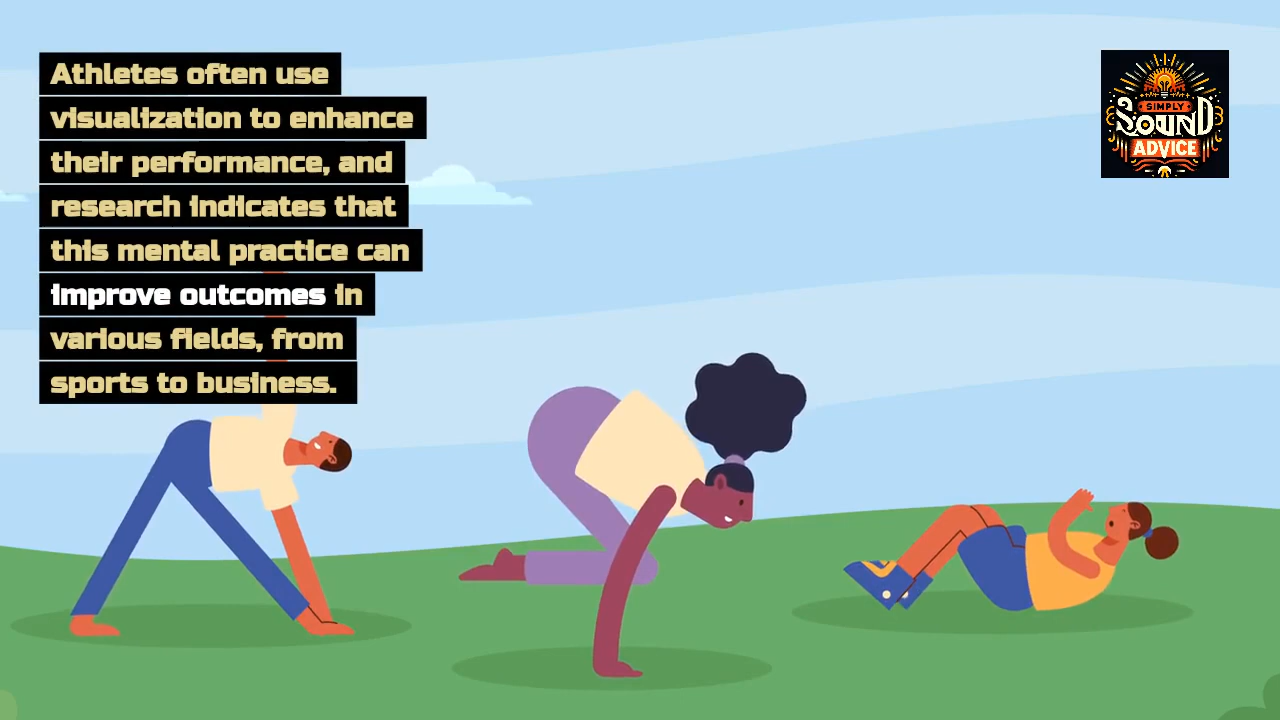 Athletes often use
visualization to enhance
their performance, and
research indicates that
this mental practice can
improve outcomes in
various fields, from
sports to business.
SIMPLY
SOUND
ADVICE